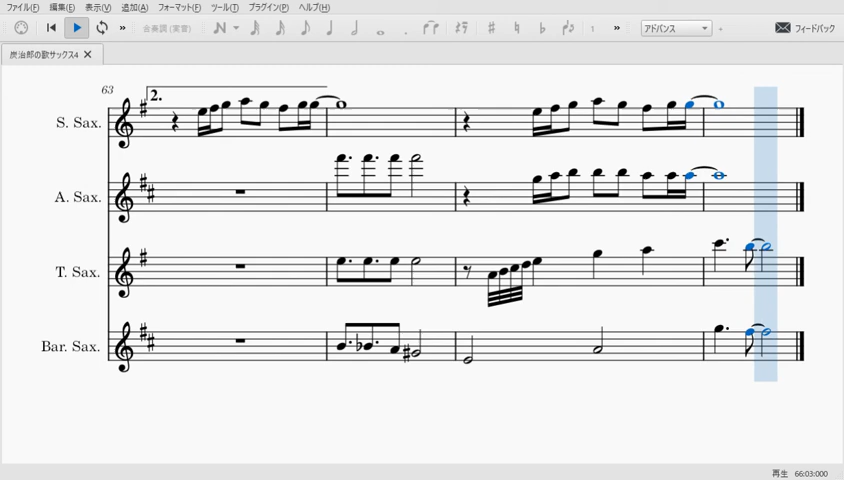 ファイル(F) 編集(E) 表示(V) 追加(A) フォーマット(F) ツール(T) プラグイン(P) ヘルプ(H)
合奏調 (実音) 1 アドバンス フィードバック
炭治郎の歌サックス4
63
2.
S. Sax.
A. Sax.
T. Sax.
Bar. Sax.
再生 66:03:000